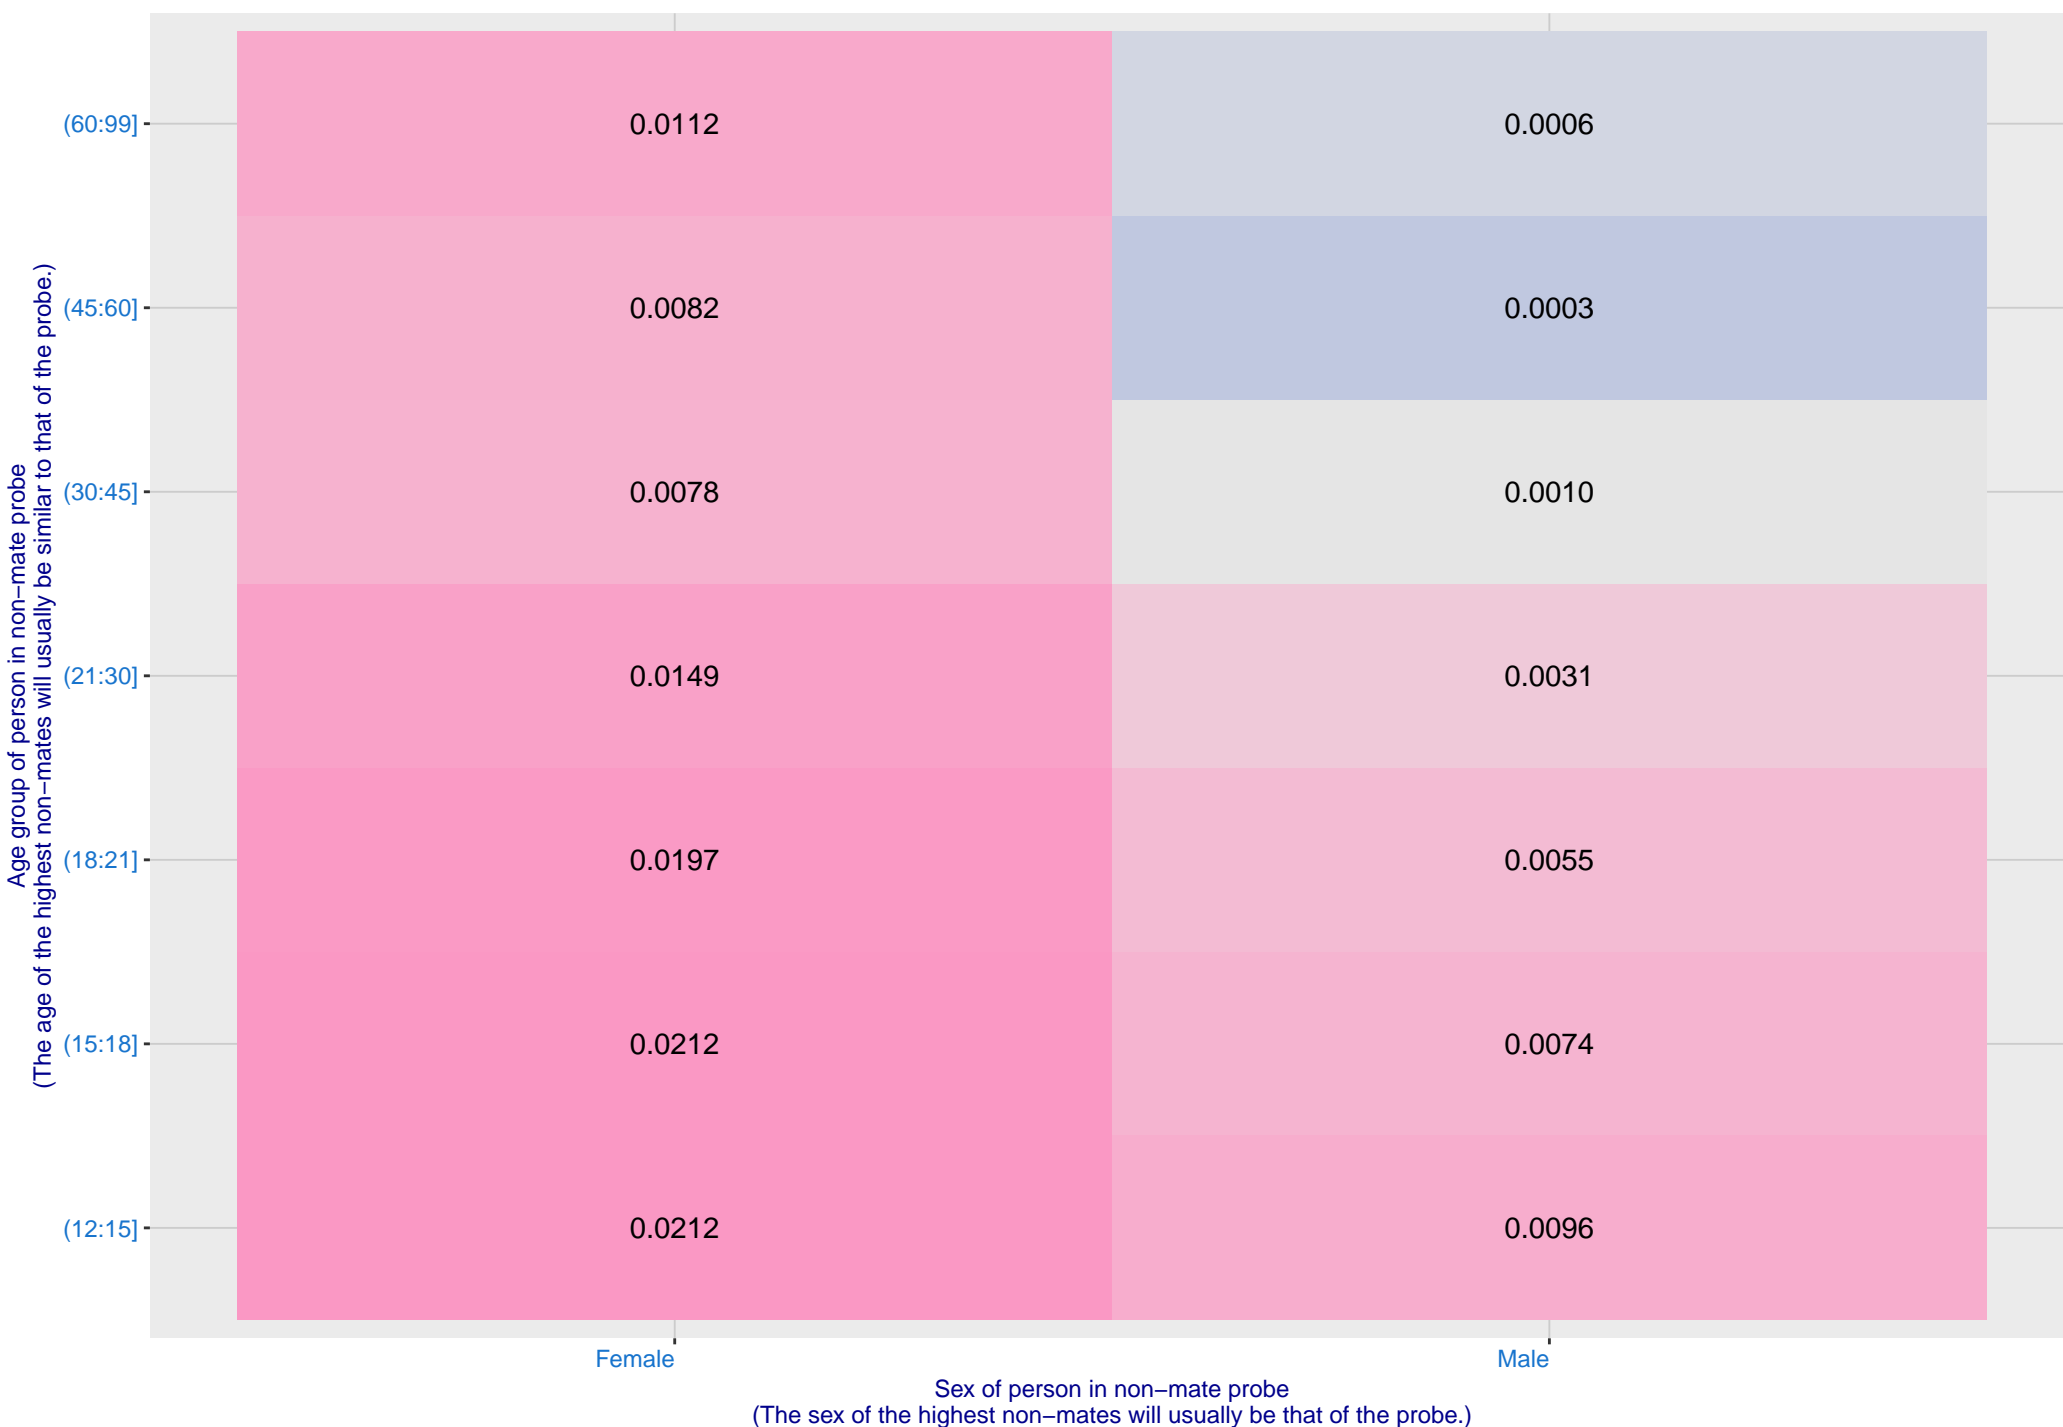 Age group of person in non−mate probe
(The age of the highest non−mates will usually be similar to that of the probe.)
(60:99] 0.0112 0.0006
(45:60] 0.0082 0.0003
(30:45] 0.0078 0.0010
(21:30] 0.0149 0.0031
(18:21] 0.0197 0.0055
(15:18] 0.0212 0.0074
(12:15] 0.0212 0.0096
Female Male
Sex of person in non−mate probe
(The sex of the highest non−mates will usually be that of the probe.)